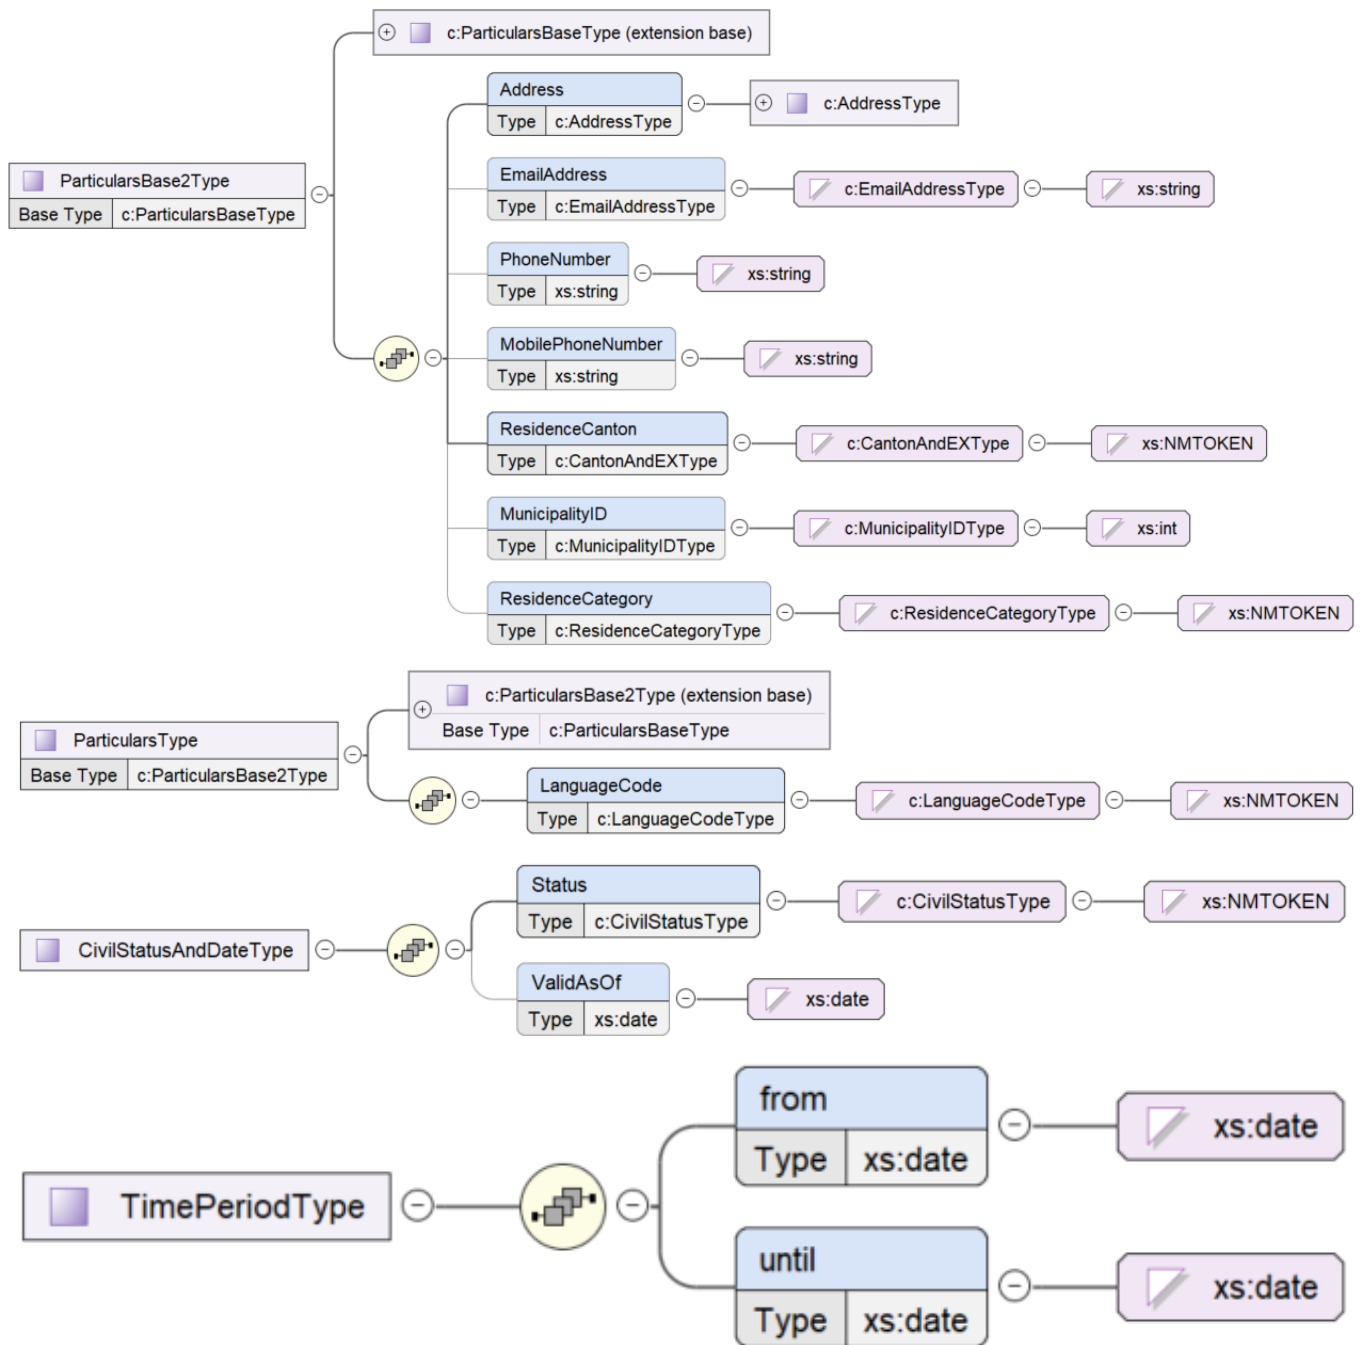 c:ParticularsBaseType (extension base)
Address
Type c:AddressType
c:AddressType
ParticularsBase2Type
Base Type c:ParticularsBaseType
EmailAddress
Type c:EmailAddressType
c:EmailAddressType
xs:string
PhoneNumber
Type xs:string
xs:string
MobilePhoneNumber
Type xs:string
xs:string
ResidenceCanton
Type c:CantonAndEXType
c:CantonAndEXType
xs:NMTOKEN
MunicipalityID
Type c:MunicipalityIDType
c:MunicipalityIDType
xs:int
ResidenceCategory
Type c:ResidenceCategoryType
c:ResidenceCategoryType
xs:NMTOKEN
c:ParticularsBase2Type (extension base)
Base Type c:ParticularsBaseType
ParticularsType
Base Type c:ParticularsBase2Type
LanguageCode
Type c:LanguageCodeType
c:LanguageCodeType
xs:NMTOKEN
CivilStatusAndDateType
Status
Type c:CivilStatusType
c:CivilStatusType
xs:NMTOKEN
ValidAsOf
Type xs:date
xs:date
TimePeriodType
from
Type xs:date
xs:date
until
Type xs:date
xs:date